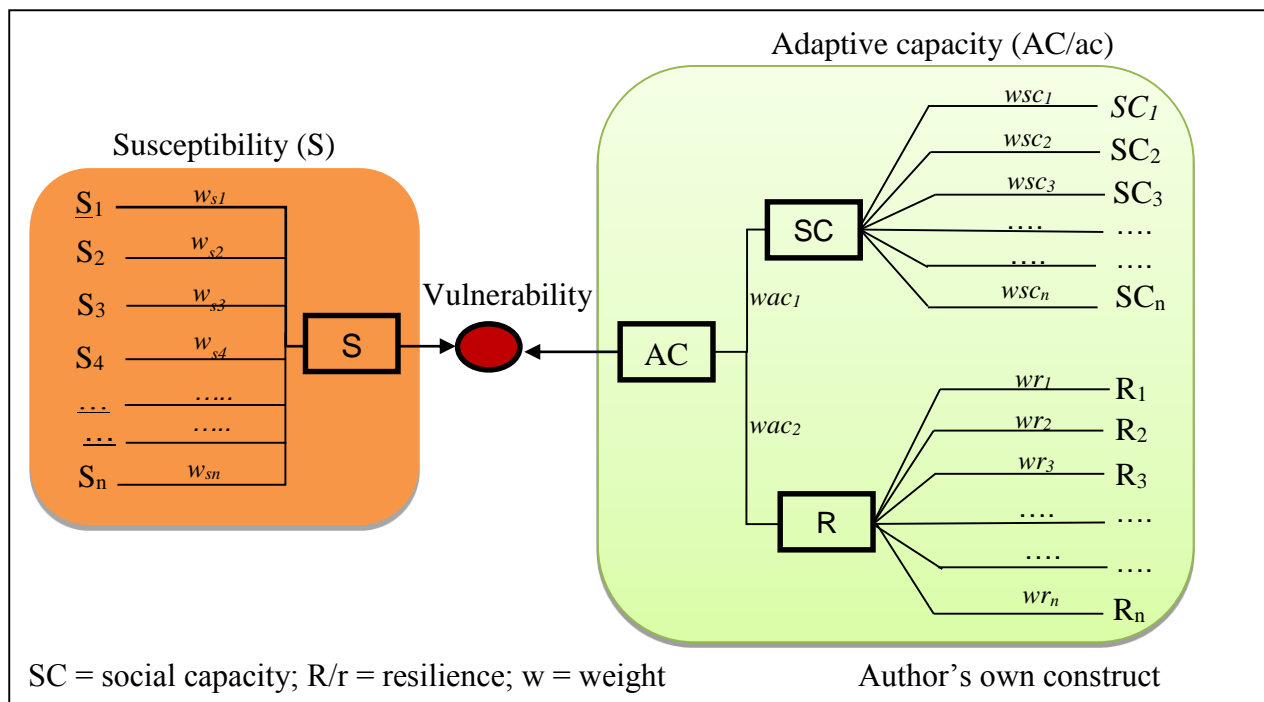 Adaptive capacity (AC/ac)
Susceptibility (S)
S1 ws1
S2 ws2
S3 ws3
S4 ws4
... .....
... .....
Sn wsn
S
Vulnerability
AC
wac1
wac2
SC
wsc1 SC1
wsc2 SC2
wsc3 SC3
.... ....
.... ....
wscn SCn
R
wr1 R1
wr2 R2
wr3 R3
.... ....
.... ....
wrn Rn
SC = social capacity; R/r = resilience; w = weight
Author’s own construct